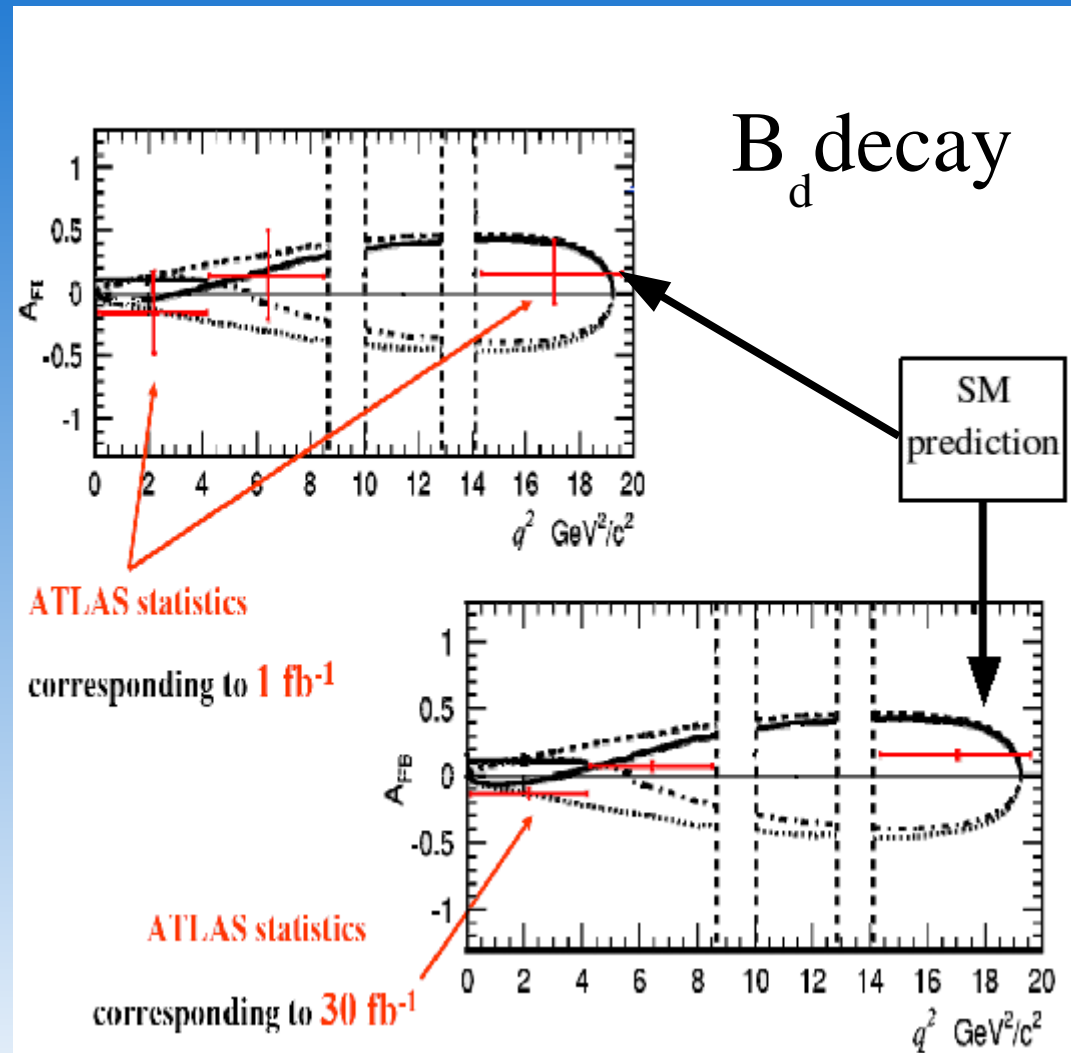 B_d decay
1
0.5
0
-0.5
-1
A_FB
0 2 4 6 8 10 12 14 16 18 20
q² GeV²/c²
SM
prediction
ATLAS statistics
corresponding to 1 fb⁻¹
1
0.5
0
-0.5
-1
A_FB
0 2 4 6 8 10 12 14 16 18 20
q² GeV²/c²
ATLAS statistics
corresponding to 30 fb⁻¹